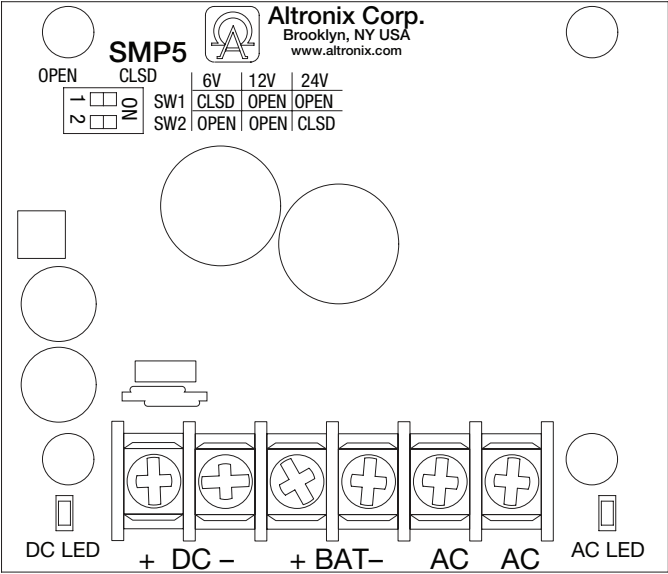 Altronix Corp.
Brooklyn, NY USA
www.altronix.com
SMP5
OPEN CLSD
6V 12V 24V
SW1 CLSD OPEN OPEN
SW2 OPEN OPEN CLSD
1 2 ON
DC LED
+ DC –
+ BAT–
AC AC
AC LED